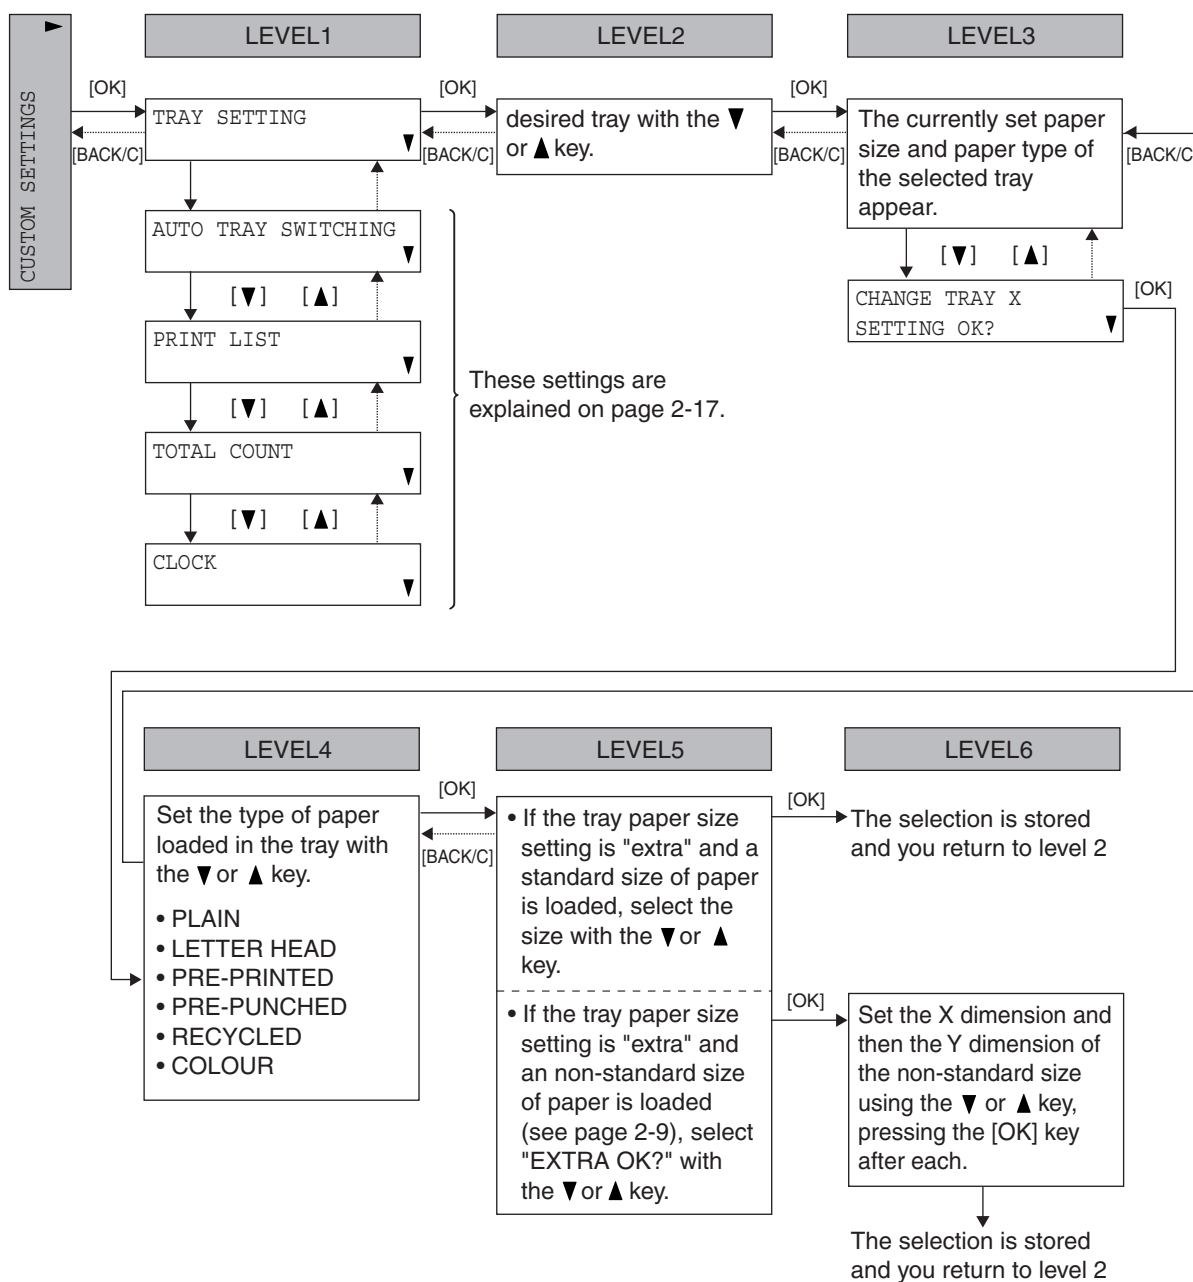 CUSTOM SETTINGS
LEVEL1
LEVEL2
LEVEL3
[OK]
[BACK/C]
TRAY SETTING
▼
[OK]
[BACK/C]
desired tray with the ▼
or ▲ key.
[OK]
[BACK/C]
The currently set paper
size and paper type of
the selected tray
appear.
[BACK/C]
[▼] [▲]
CHANGE TRAY X
SETTING OK?
▼
[OK]
AUTO TRAY SWITCHING
▼
[▼] [▲]
PRINT LIST
▼
[▼] [▲]
TOTAL COUNT
▼
[▼] [▲]
CLOCK
▼
These settings are
explained on page 2-17.
LEVEL4
LEVEL5
LEVEL6
Set the type of paper
loaded in the tray with
the ▼ or ▲ key.
• PLAIN
• LETTER HEAD
• PRE-PRINTED
• PRE-PUNCHED
• RECYCLED
• COLOUR
[OK]
[BACK/C]
• If the tray paper size
setting is "extra" and a
standard size of paper
is loaded, select the
size with the ▼ or ▲
key.
[OK]
The selection is stored
and you return to level 2
• If the tray paper size
setting is "extra" and
an non-standard size
of paper is loaded
(see page 2-9), select
"EXTRA OK?" with
the ▼ or ▲ key.
[OK]
Set the X dimension and
then the Y dimension of
the non-standard size
using the ▼ or ▲ key,
pressing the [OK] key
after each.
The selection is stored
and you return to level 2